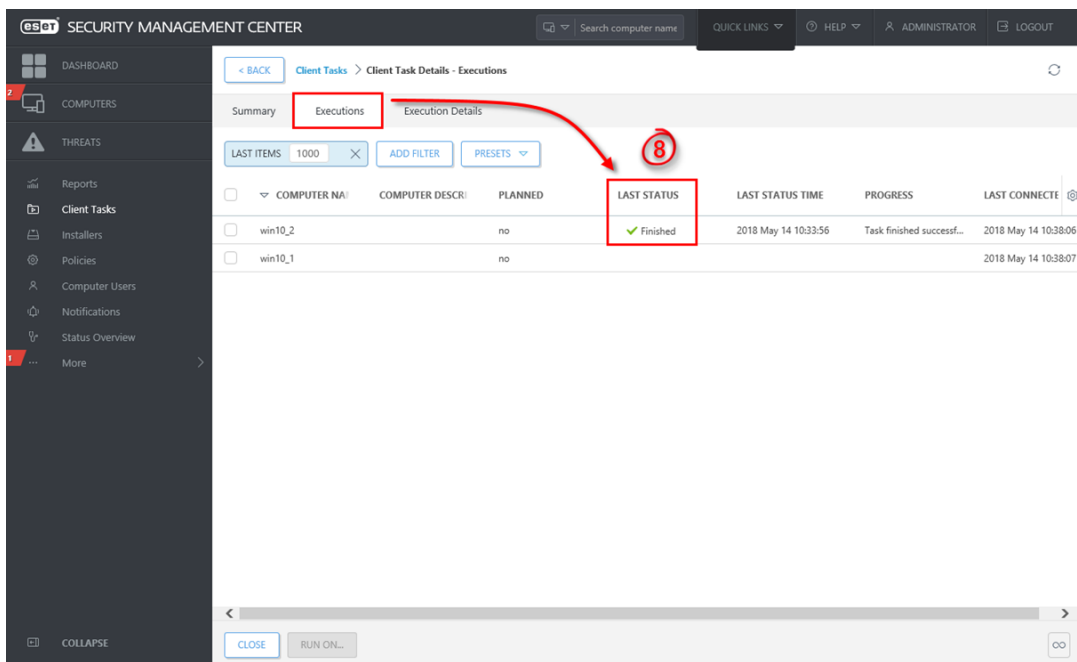 eset SECURITY MANAGEMENT CENTER
Search computer name
QUICK LINKS
HELP
ADMINISTRATOR
LOGOUT
DASHBOARD
2
COMPUTERS
THREATS
Reports
Client Tasks
Installers
Policies
Computer Users
Notifications
Status Overview
1
More
COLLAPSE
< BACK
Client Tasks > Client Task Details - Executions
Summary
Executions
Execution Details
LAST ITEMS 1000
ADD FILTER
PRESETS
8
COMPUTER NA COMPUTER DESCR PLANNED LAST STATUS LAST STATUS TIME PROGRESS LAST CONNECTE
win10_2 no Finished 2018 May 14 10:33:56 Task finished successf... 2018 May 14 10:38:06
win10_1 no 2018 May 14 10:38:07
CLOSE
RUN ON...